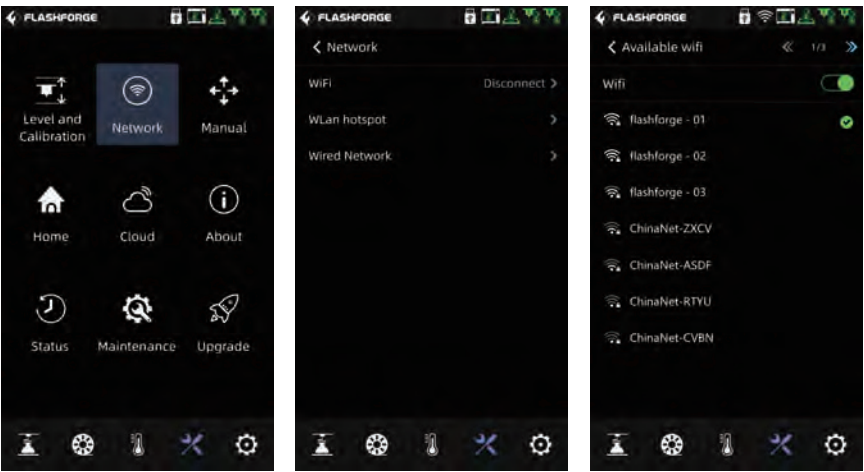 FLASHFORGE
Level and
Calibration
Network
Manual
Home
Cloud
About
Status
Maintenance
Upgrade
FLASHFORGE
Network
WiFi
Disconnect
WLan hotspot
Wired Network
FLASHFORGE
Available wifi
1/3
Wifi
flashforge - 01
flashforge - 02
flashforge - 03
ChinaNet-ZXCV
ChinaNet-ASDF
ChinaNet-RTYU
ChinaNet-CVBN